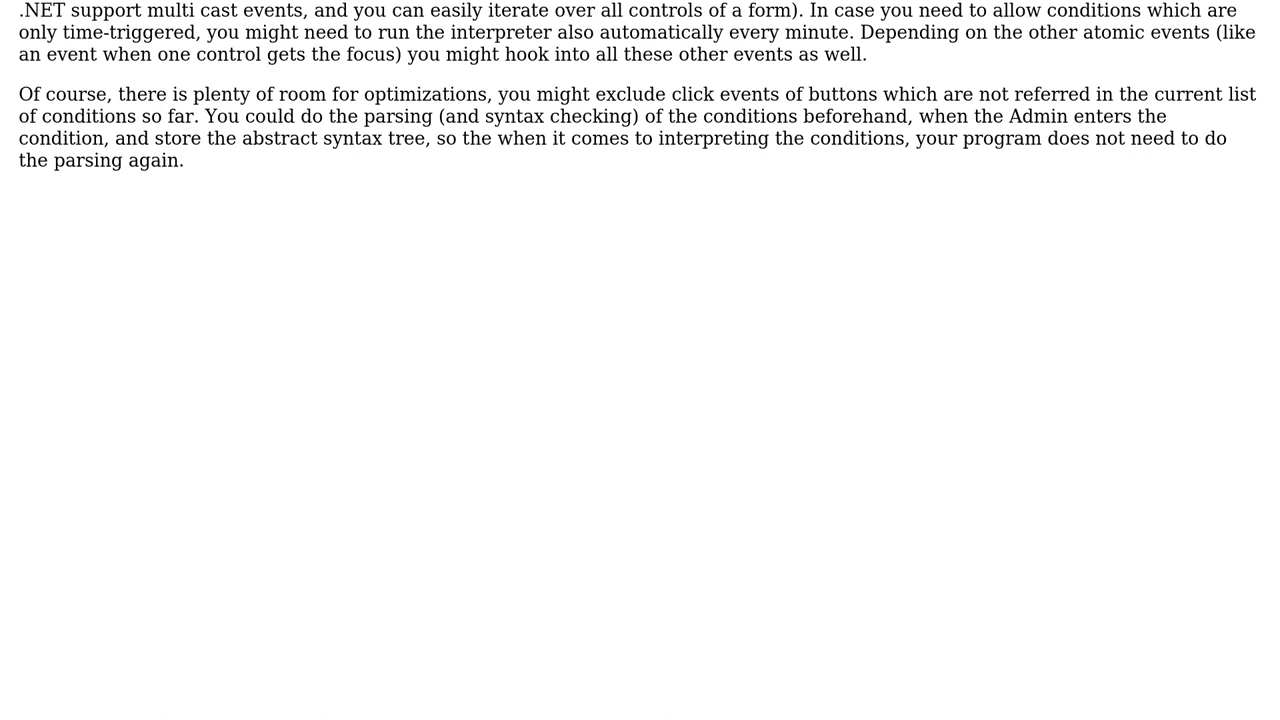 .NET support multi cast events, and you can easily iterate over all controls of a form). In case you need to allow conditions which are
only time-triggered, you might need to run the interpreter also automatically every minute. Depending on the other atomic events (like
an event when one control gets the focus) you might hook into all these other events as well.
Of course, there is plenty of room for optimizations, you might exclude click events of buttons which are not referred in the current list
of conditions so far. You could do the parsing (and syntax checking) of the conditions beforehand, when the Admin enters the
condition, and store the abstract syntax tree, so the when it comes to interpreting the conditions, your program does not need to do
the parsing again.